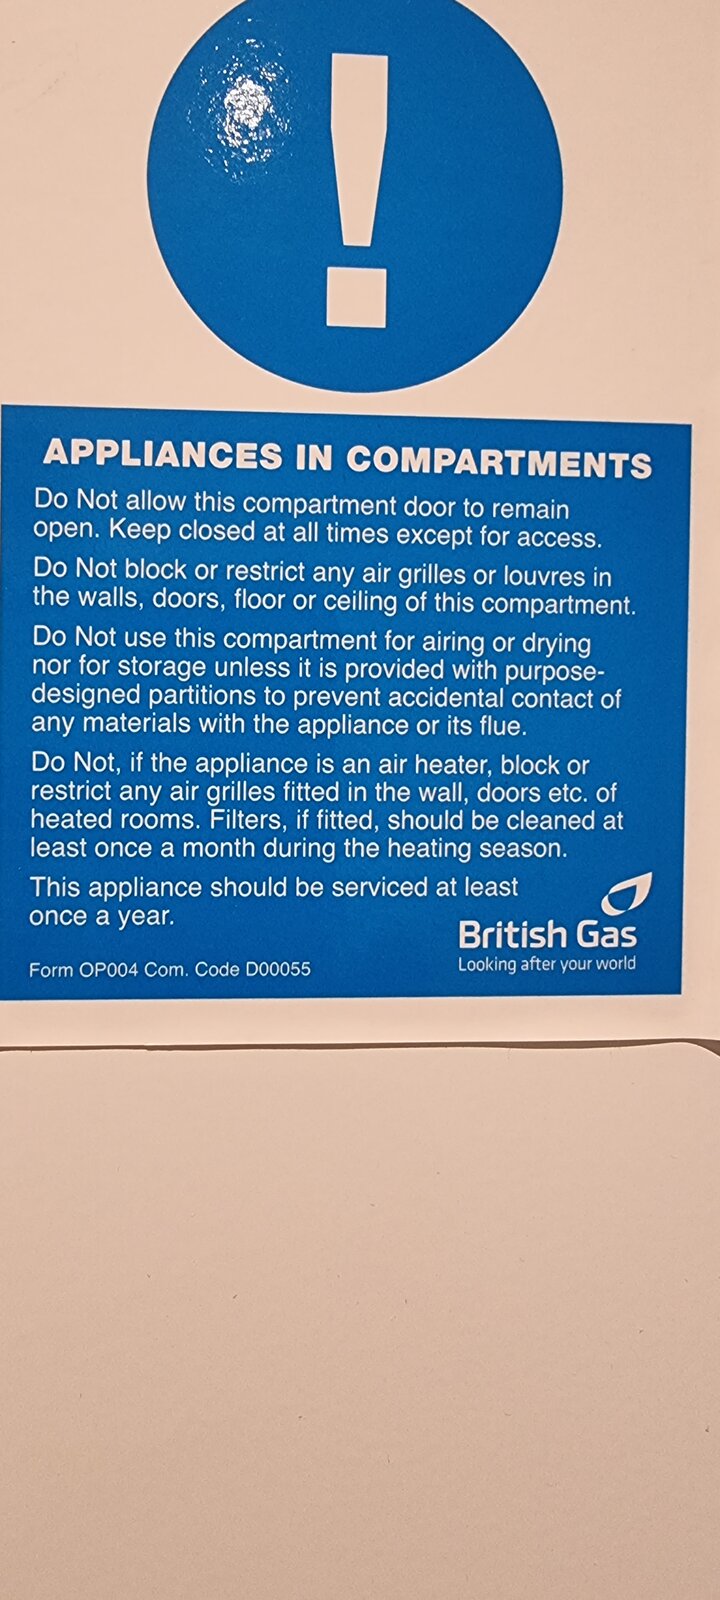 !
APPLIANCES IN COMPARTMENTS
Do Not allow this compartment door to remain
open. Keep closed at all times except for access.
Do Not block or restrict any air grilles or louvres in
the walls, doors, floor or ceiling of this compartment.
Do Not use this compartment for airing or drying
nor for storage unless it is provided with purpose-
designed partitions to prevent accidental contact of
any materials with the appliance or its flue.
Do Not, if the appliance is an air heater, block or
restrict any air grilles fitted in the wall, doors etc. of
heated rooms. Filters, if fitted, should be cleaned at
least once a month during the heating season.
This appliance should be serviced at least
once a year.
British Gas
Looking after your world
Form OP004 Com. Code D00055